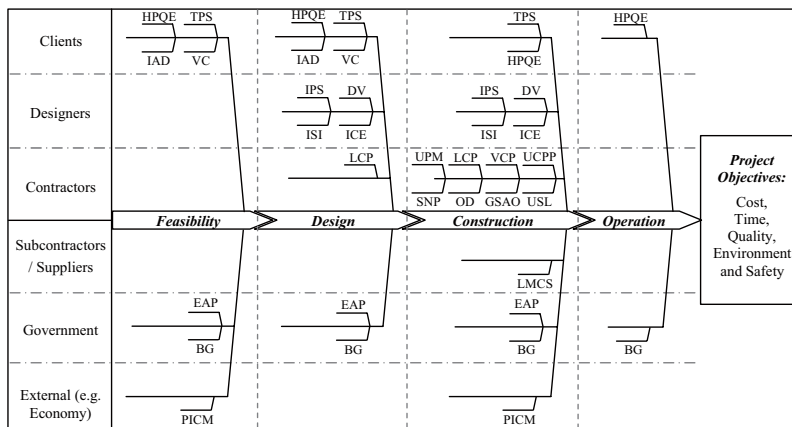 Clients
HPQE TPS
IAD VC
HPQE TPS
IAD VC
TPS
HPQE
HPQE
Designers
IPS DV
ISI ICE
IPS DV
ISI ICE
Contractors
LCP
UPM LCP VCP UCPP
SNP OD GSAO USL
Feasibility Design Construction Operation
Project
Objectives:
Cost,
Time,
Quality,
Environment
and Safety
Subcontractors
/ Suppliers
LMCS
Government
EAP
BG
EAP
BG
EAP
BG
BG
External (e.g.
Economy)
PICM
PICM